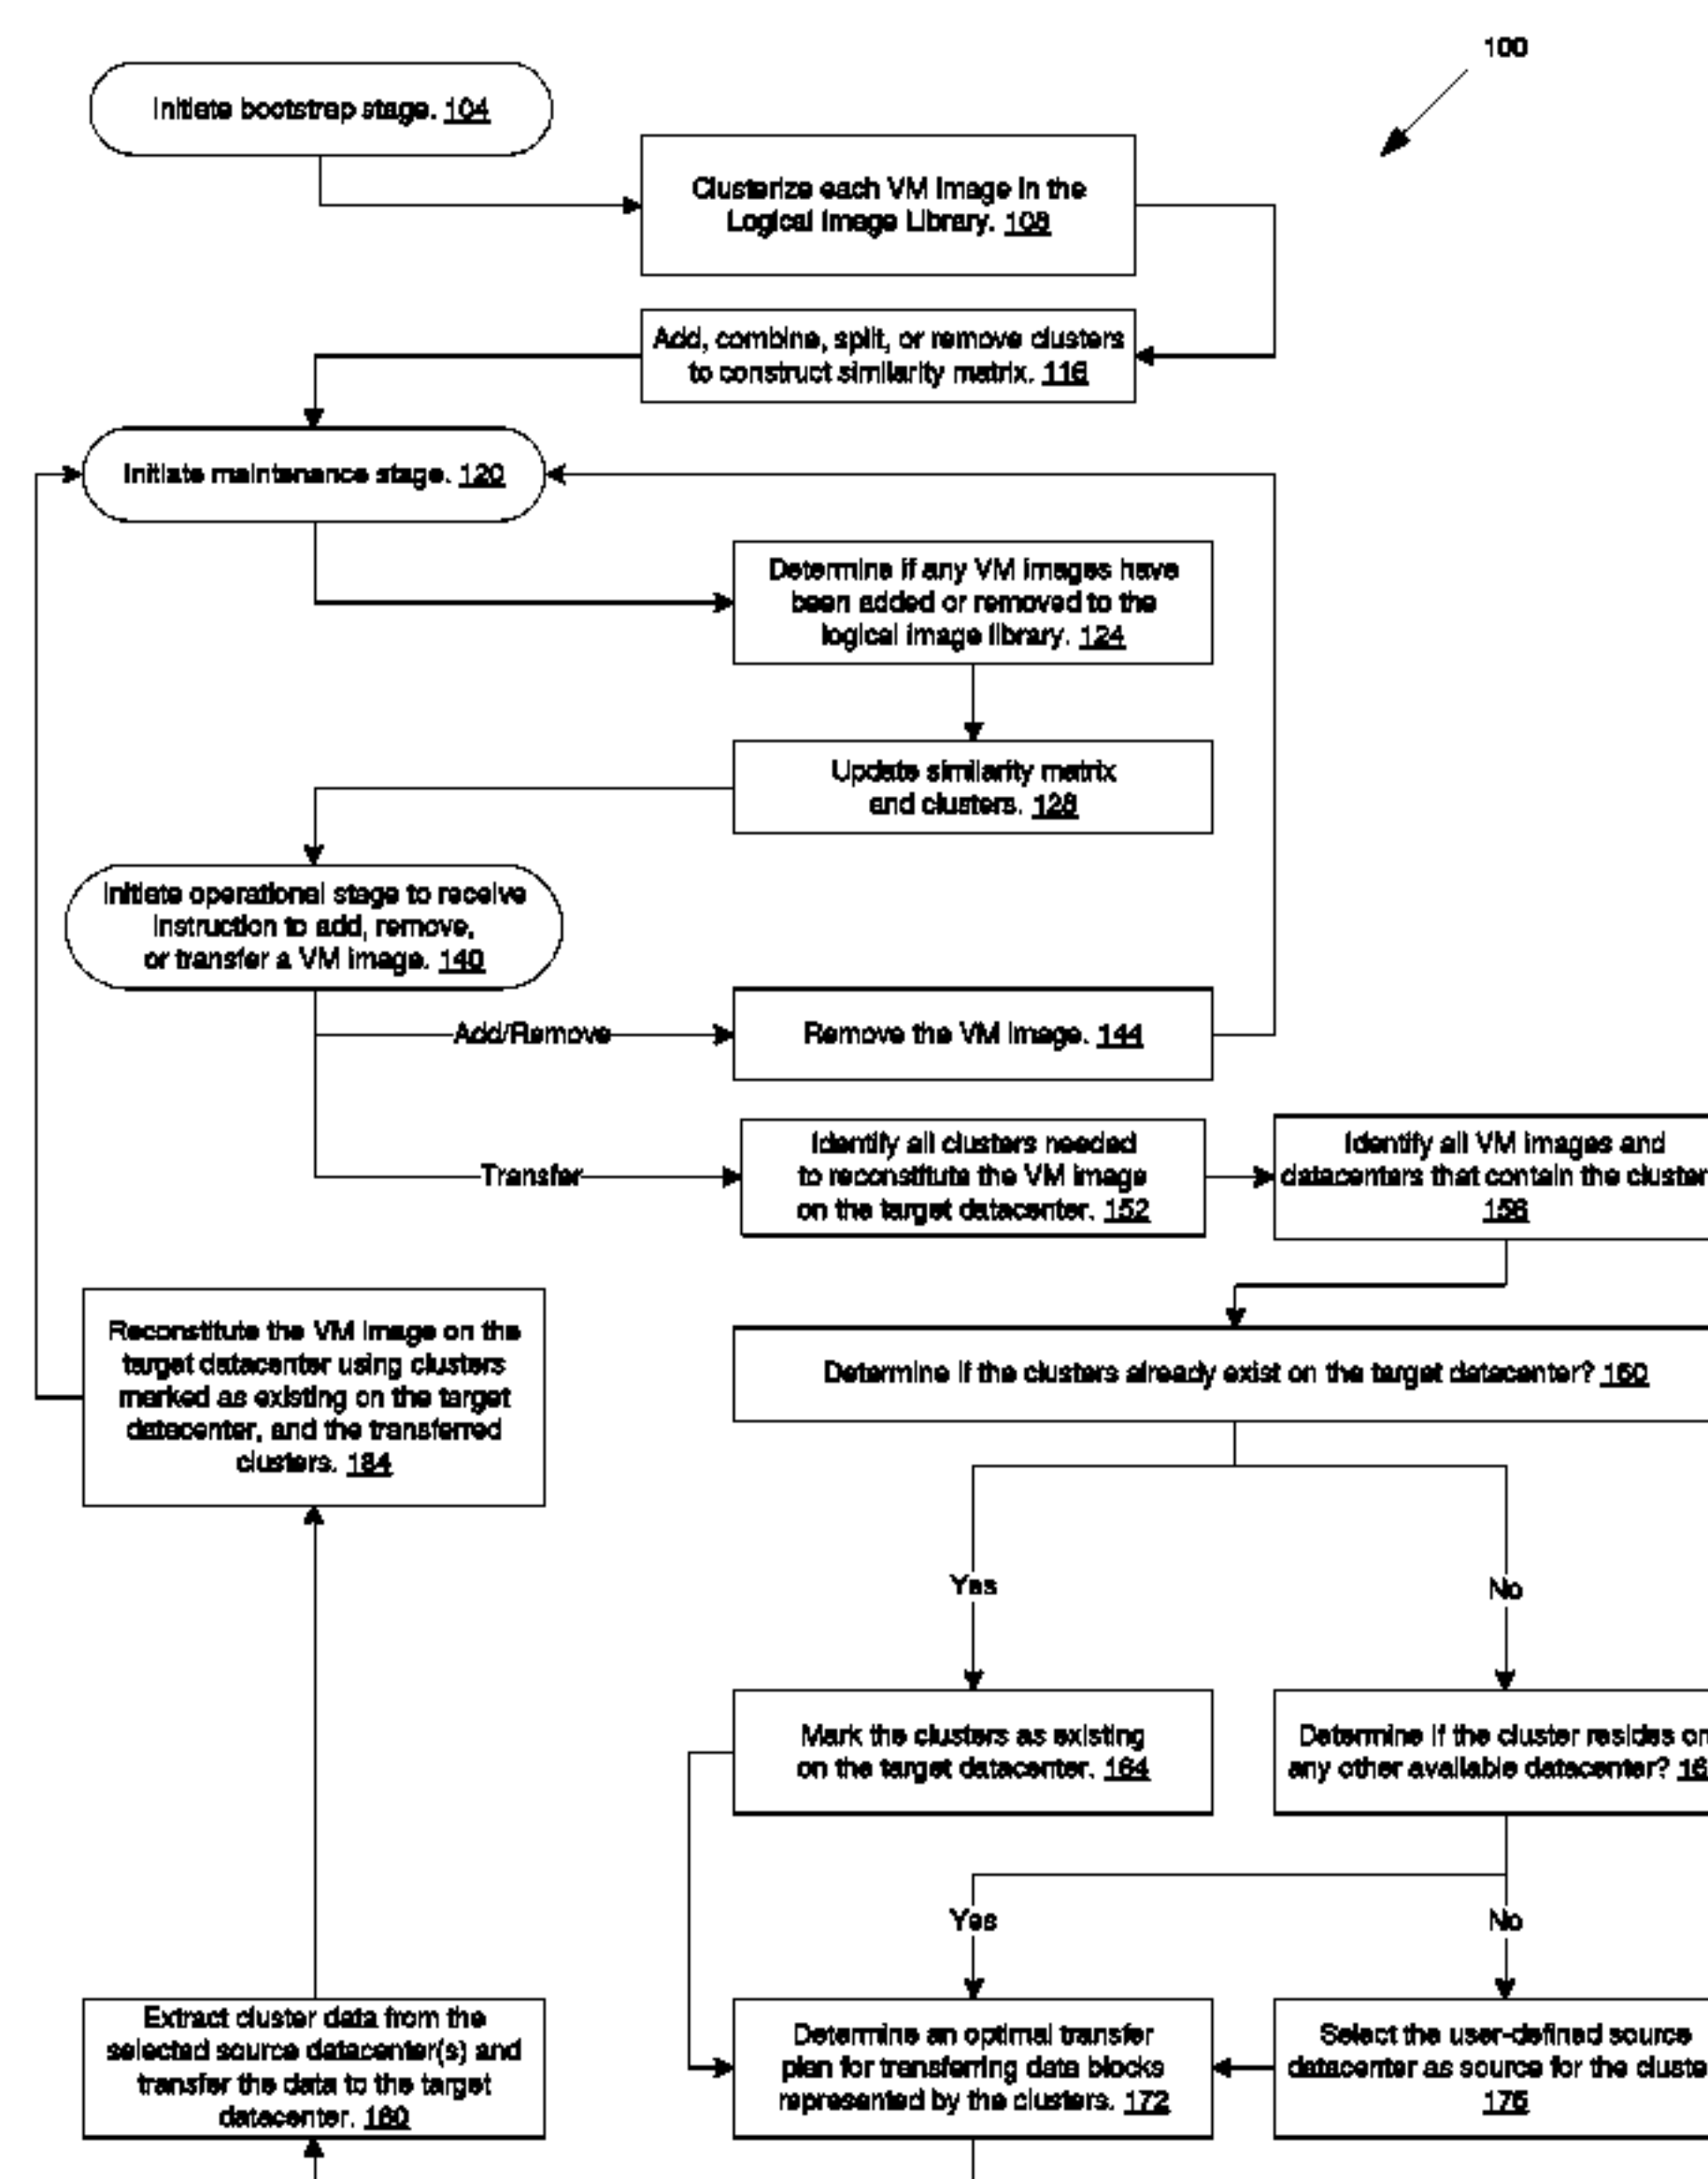 100
Initiate bootstrap stage. 104
Clusterize each VM image in the
Logical Image Library. 108
Add, combine, split, or remove clusters
to construct similarity matrix. 116
Initiate maintenance stage. 120
Determine if any VM images have
been added or removed to the
logical image library. 124
Update similarity matrix
and clusters. 128
Initiate operational stage to receive
instruction to add, remove,
or transfer a VM image. 140
Add/Remove
Remove the VM image. 144
Transfer
Identify all clusters needed
to reconstitute the VM image
on the target datacenter. 152
Identify all VM images and
datacenters that contain the cluster
156
Reconstitute the VM image on the
target datacenter using clusters
marked as existing on the target
datacenter, and the transferred
clusters. 184
Determine if the clusters already exist on the target datacenter? 160
Yes
No
Mark the clusters as existing
on the target datacenter. 164
Determine if the cluster resides on
any other available datacenter? 16
Yes
No
Extract cluster data from the
selected source datacenter(s) and
transfer the data to the target
datacenter. 180
Determine an optimal transfer
plan for transferring data blocks
represented by the clusters. 172
Select the user-defined source
datacenter as source for the cluste
176